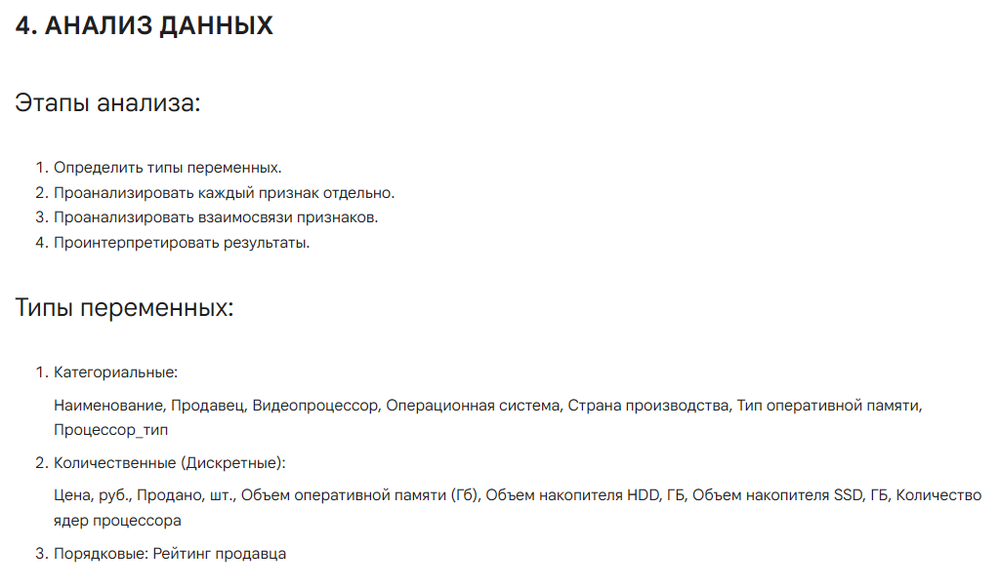 4. АНАЛИЗ ДАННЫХ
Этапы анализа:
1. Определить типы переменных.
2. Проанализировать каждый признак отдельно.
3. Проанализировать взаимосвязи признаков.
4. Проинтерпретировать результаты.
Типы переменных:
1. Категориальные:
Наименование, Продавец, Видеопроцессор, Операционная система, Страна производства, Тип оперативной памяти,
Процессор_тип
2. Количественные (Дискретные):
Цена, руб., Продано, шт., Объем оперативной памяти (Гб), Объем накопителя HDD, ГБ, Объем накопителя SSD, ГБ, Количество
ядер процессора
3. Порядковые: Рейтинг продавца